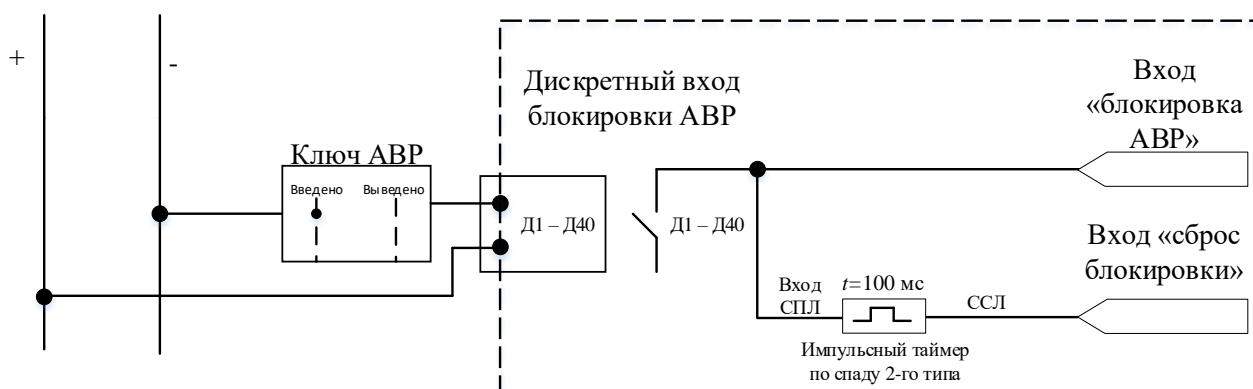 +
-
Ключ АВР
Введено
Выведено
Д1 – Д40
Дискретный вход
блокировки АВР
Д1 – Д40
Вход
«блокировка
АВР»
Вход «сброс
блокировки»
Вход
СПЛ
t=100 мс
ССЛ
Импульсный таймер
по спаду 2-го типа